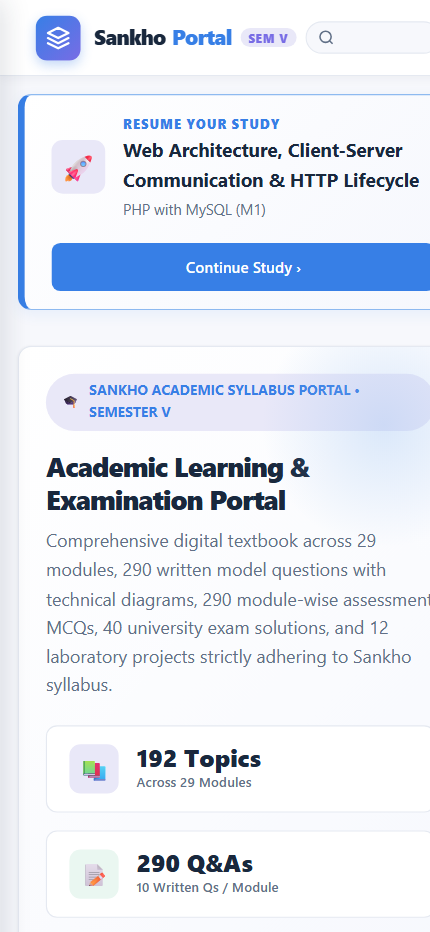 Sankho Portal SEM V
RESUME YOUR STUDY
Web Architecture, Client-Server
Communication & HTTP Lifecycle
PHP with MySQL (M1)
Continue Study ›
SANKHO ACADEMIC SYLLABUS PORTAL •
SEMESTER V
Academic Learning &
Examination Portal
Comprehensive digital textbook across 29
modules, 290 written model questions with
technical diagrams, 290 module-wise assessment
MCQs, 40 university exam solutions, and 12
laboratory projects strictly adhering to Sankho
syllabus.
192 Topics
Across 29 Modules
290 Q&As
10 Written Qs / Module